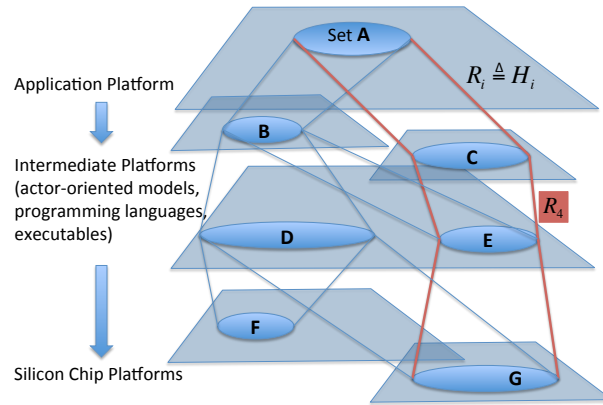 Set A
R_i ≜ H_i
Application Platform
B
Intermediate Platforms
(actor-oriented models,
programming languages,
executables)
C
R_4
D
E
F
Silicon Chip Platforms
G